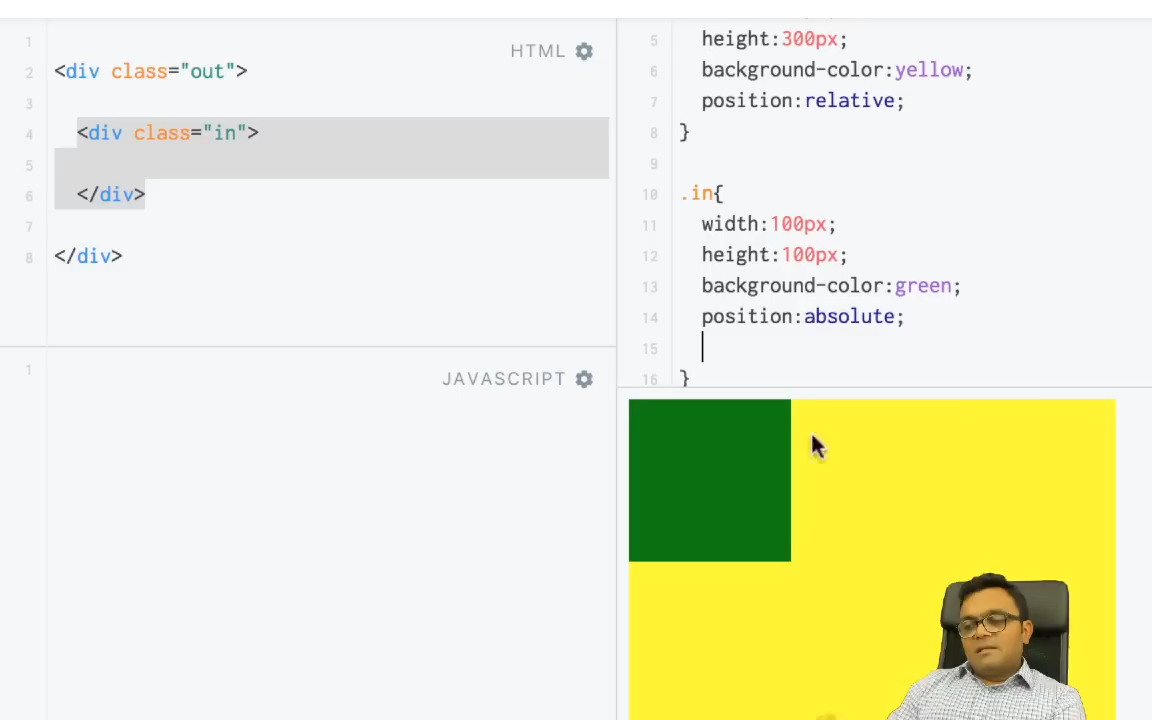 HTML
1
2 <div class="out">
3
4 <div class="in">
5
6 </div>
7
8 </div>
JAVASCRIPT
1
5 height:300px;
6 background-color:yellow;
7 position:relative;
8 }
9
10 .in{
11 width:100px;
12 height:100px;
13 background-color:green;
14 position:absolute;
15
16 }